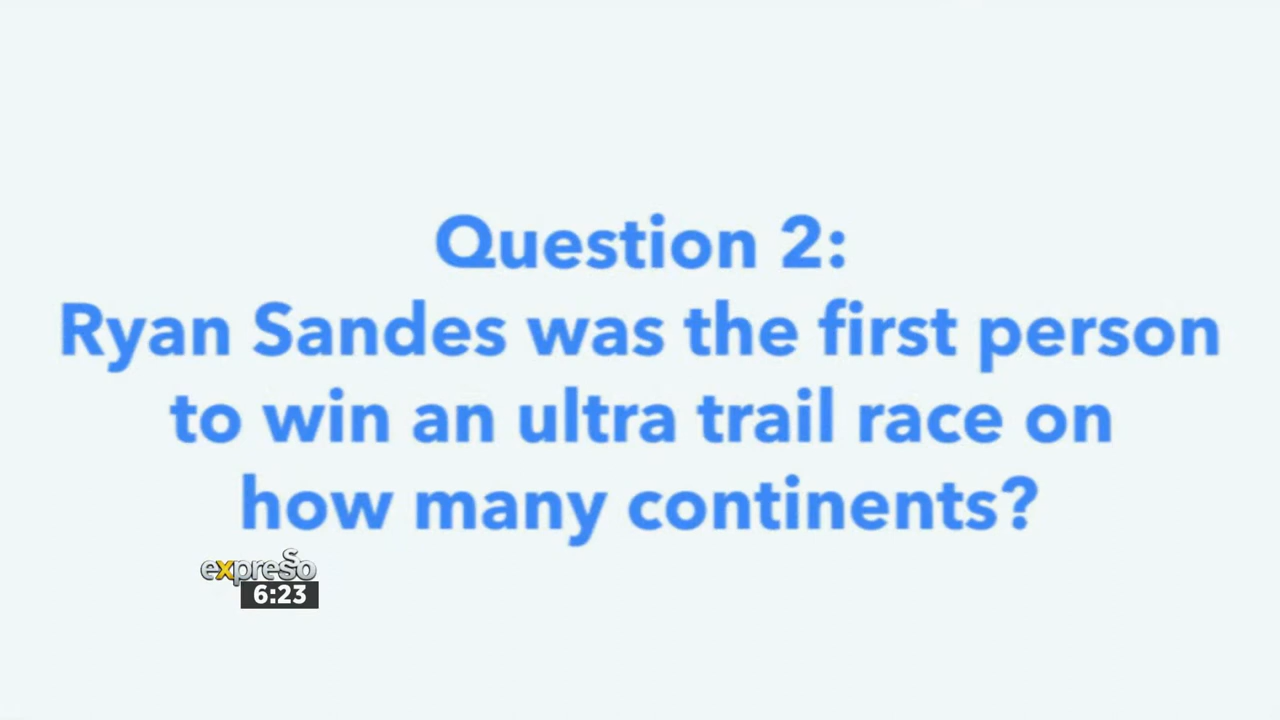 Question 2:
Ryan Sandes was the first person
to win an ultra trail race on
how many continents?
expresso
6:23